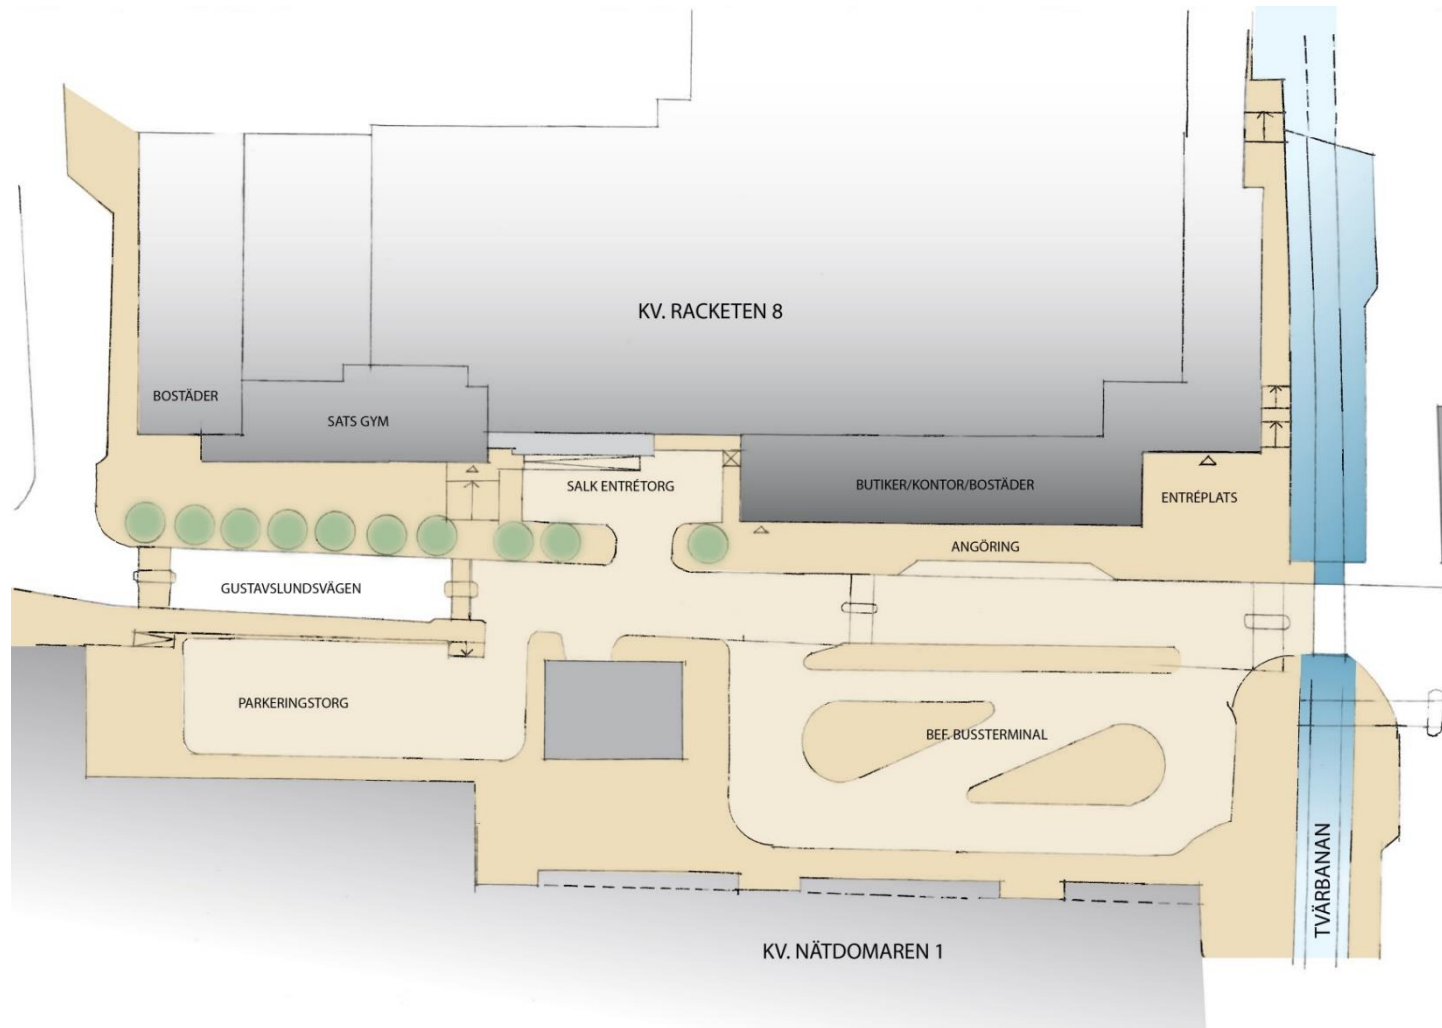 KV. RACKETEN 8
BOSTÄDER
SATS GYM
SALK ENTRÉTORG
BUTIKER/KONTOR/BOSTÄDER
ENTRÉPLATS
ANGÖRING
GUSTAVSLUNDSVÄGEN
PARKERINGSTORG
BEF. BUSSTERMINAL
TVÄRBANAN
KV. NÄTDOMAREN 1